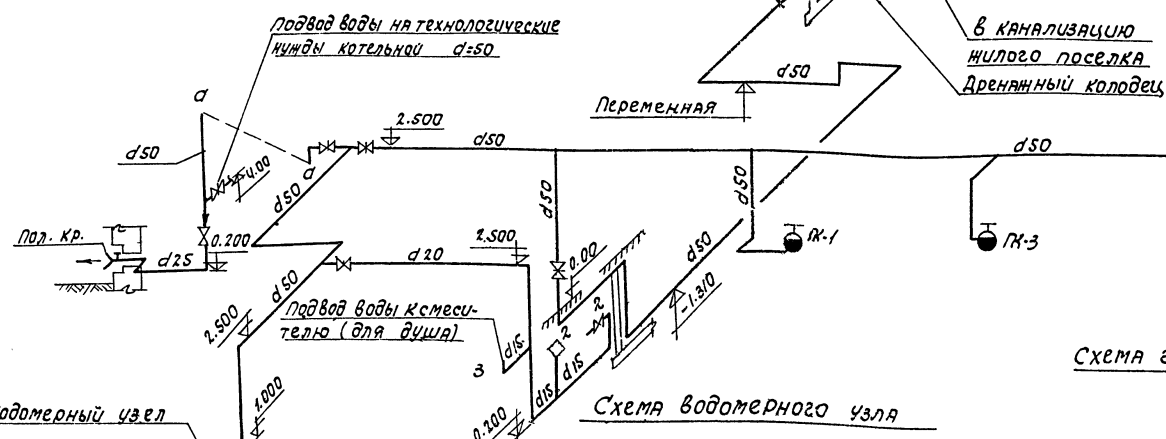 Подвод воды на технологические
нужды котельной d=50
в канализацию
жилого поселка
Дренажный колодец
d50
Переменная
а
2.500
d50
d50
d50
4.00
а
d50
d50
d50
Пол. кр.
0.200
d25
2.500
d20
0.00
d50
ПК-1
ПК-3
d50
Подвод воды к смеси-
телю (для душа)
2.500
2
2
-1.310
d15
3
d15
d15
1.000
0.200
одомерный узел
Схема водомерного узла
Схема